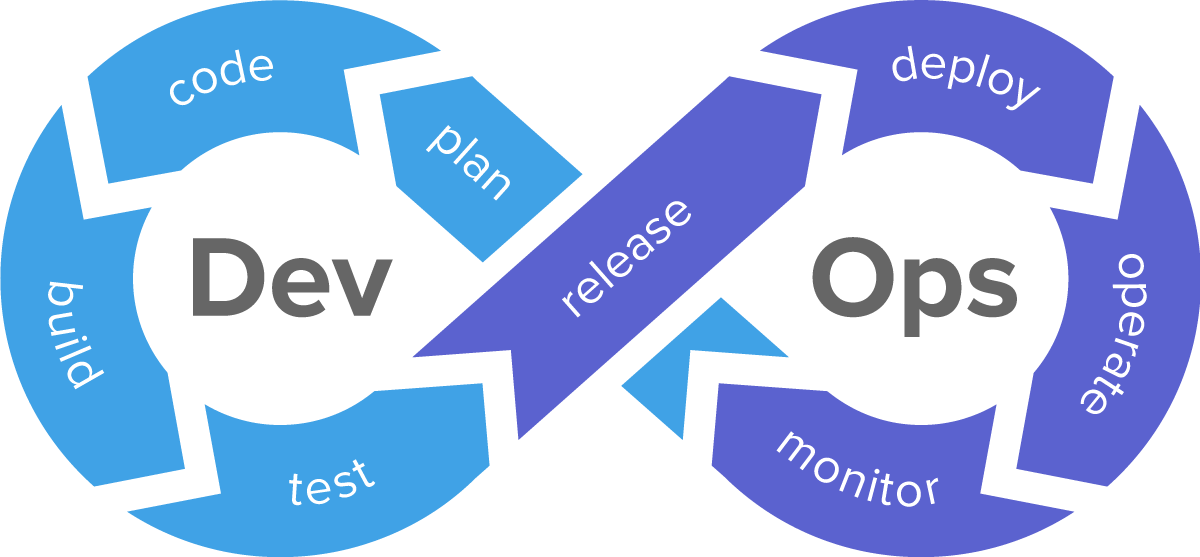 code
plan
build
Dev
test
release
deploy
operate
Ops
monitor